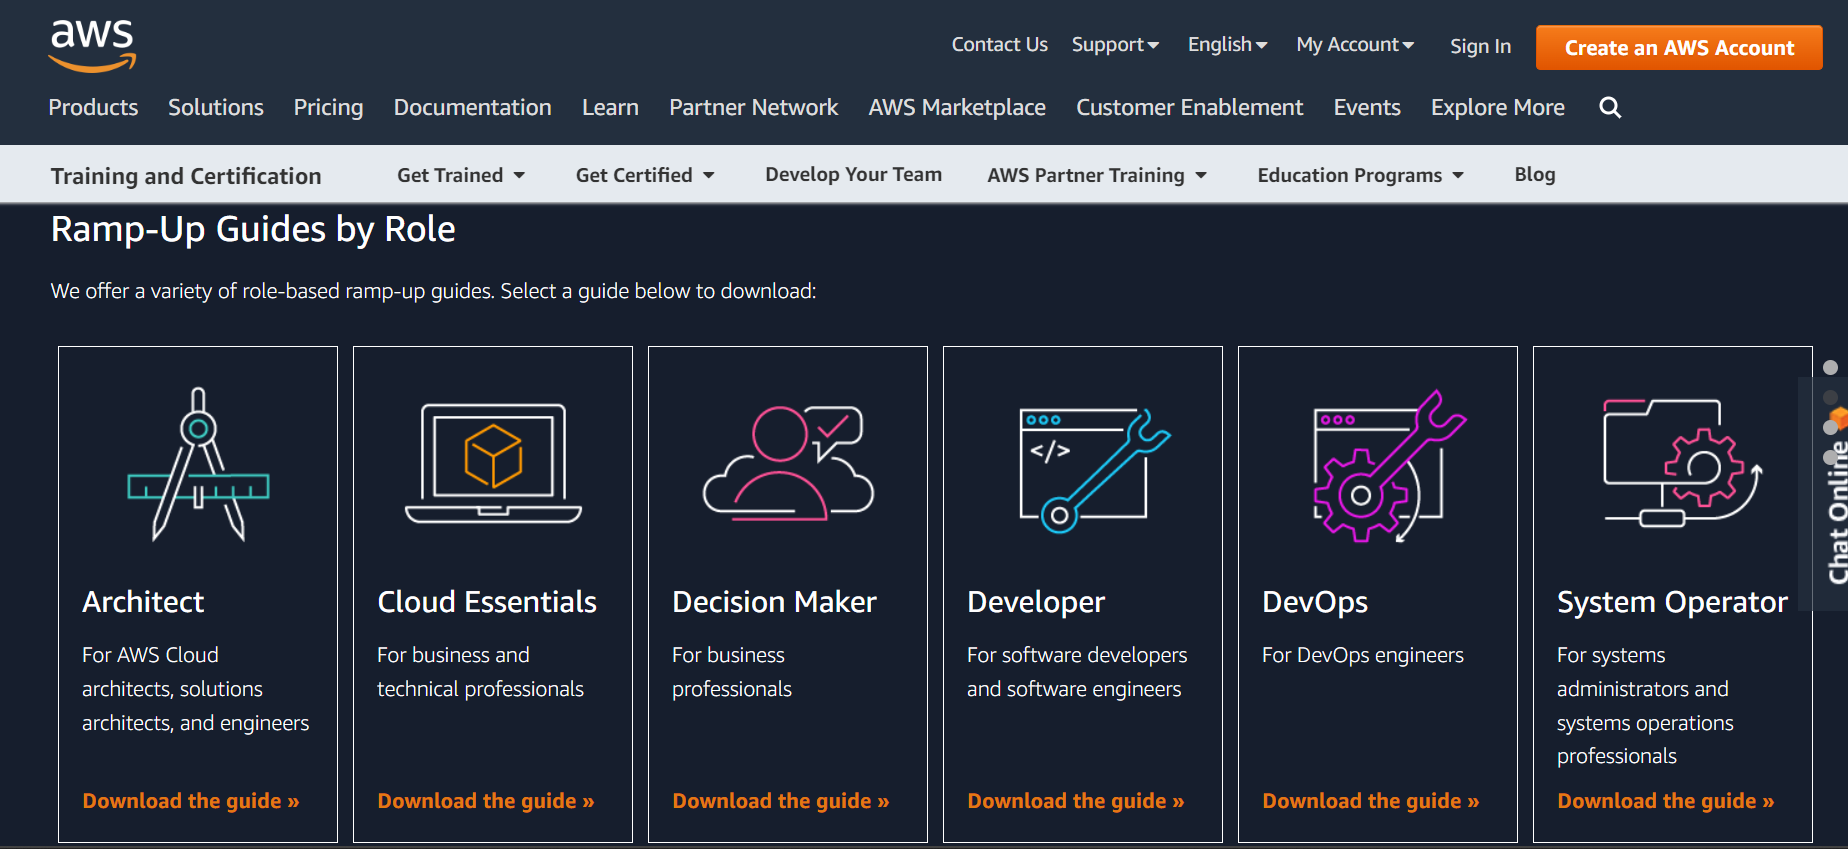 aws
Contact Us Support English My Account Sign In Create an AWS Account
Products Solutions Pricing Documentation Learn Partner Network AWS Marketplace Customer Enablement Events Explore More
Training and Certification Get Trained Get Certified Develop Your Team AWS Partner Training Education Programs Blog
Ramp-Up Guides by Role
We offer a variety of role-based ramp-up guides. Select a guide below to download:
</>
Architect
For AWS Cloud
architects, solutions
architects, and engineers
Download the guide »
Cloud Essentials
For business and
technical professionals
Download the guide »
Decision Maker
For business
professionals
Download the guide »
Developer
For software developers
and software engineers
Download the guide »
DevOps
For DevOps engineers
Download the guide »
System Operator
For systems
administrators and
systems operations
professionals
Download the guide »
Chat Online